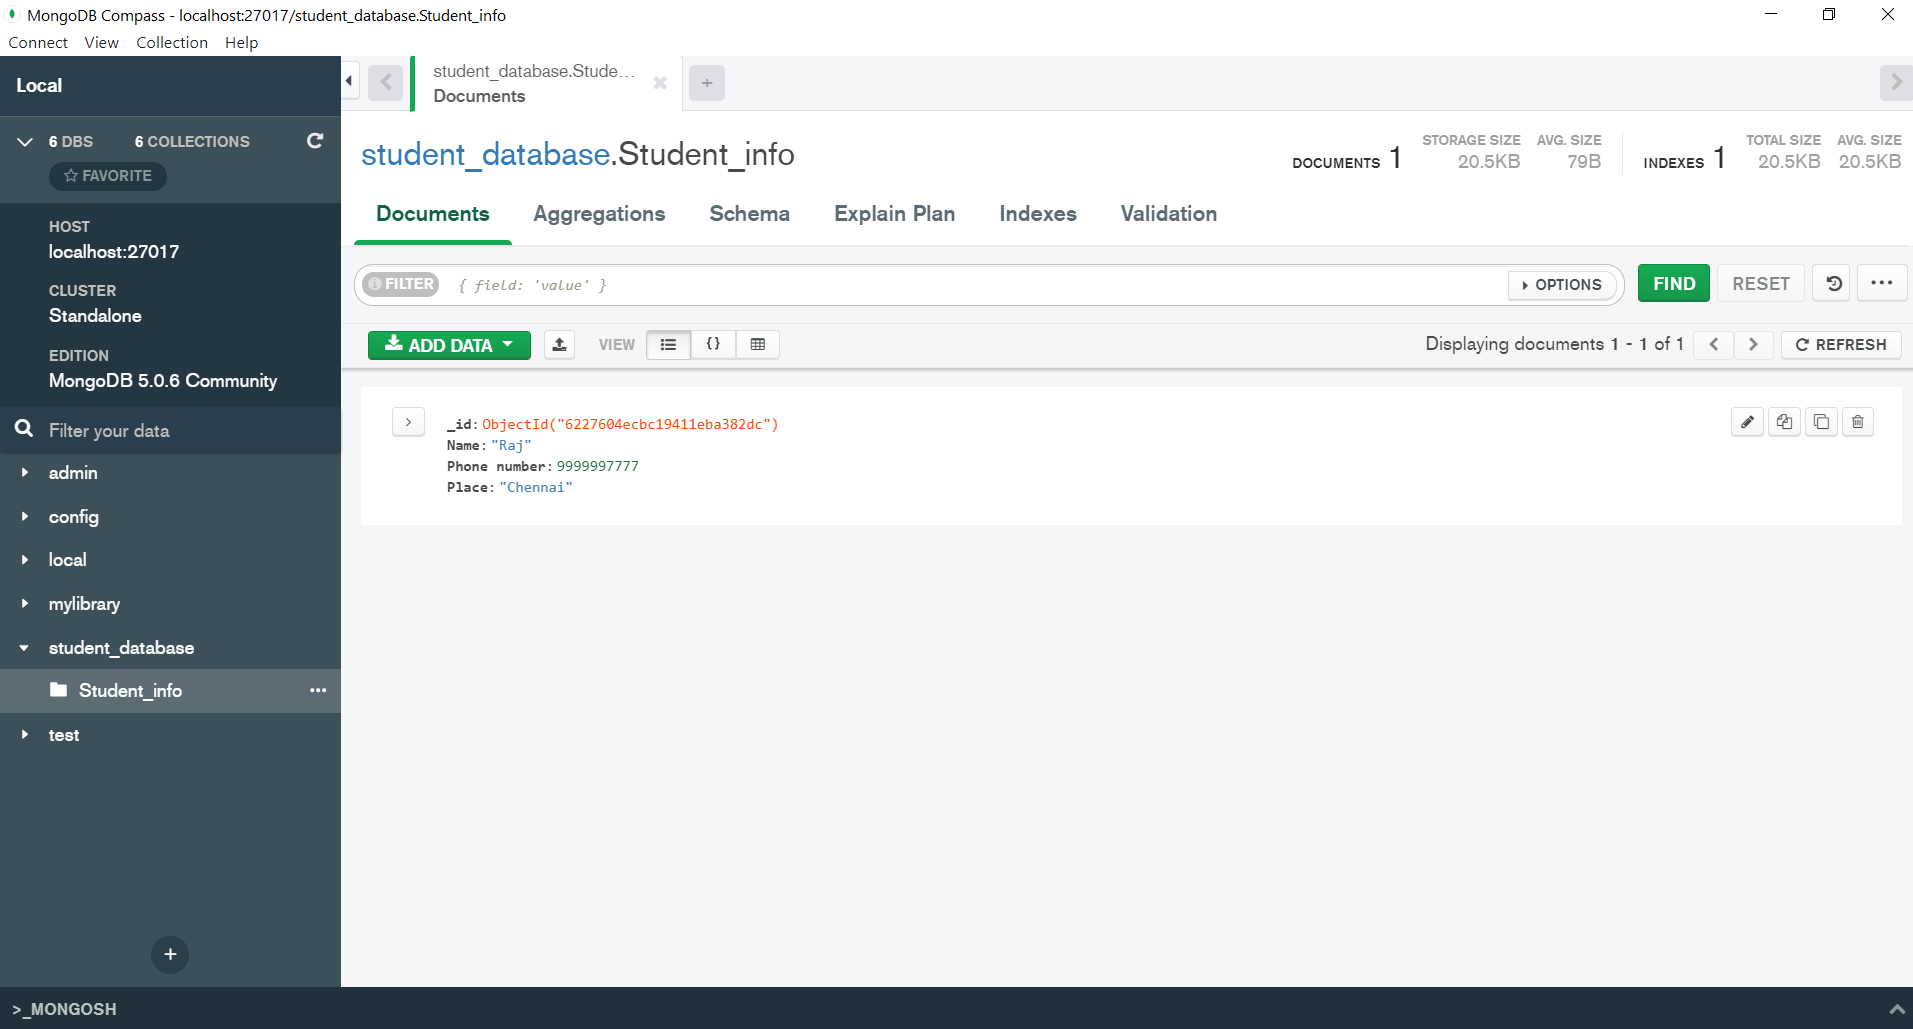 MongoDB Compass - localhost:27017/student_database.Student_info
Connect View Collection Help
Local
student_database.Stude...
Documents
6 DBS 6 COLLECTIONS
FAVORITE
student_database.Student_info
DOCUMENTS 1
STORAGE SIZE
20.5KB
AVG. SIZE
79B
INDEXES 1
TOTAL SIZE
20.5KB
AVG. SIZE
20.5KB
Documents Aggregations Schema Explain Plan Indexes Validation
HOST
localhost:27017
CLUSTER
Standalone
EDITION
MongoDB 5.0.6 Community
FILTER { field: 'value' } OPTIONS FIND RESET
ADD DATA VIEW {} Displaying documents 1 - 1 of 1 REFRESH
Filter your data
admin
config
local
mylibrary
student_database
Student_info
test
_id: ObjectId("6227604ecbc19411eba382dc")
Name: "Raj"
Phone number: 9999997777
Place: "Chennai"
>_MONGOSH